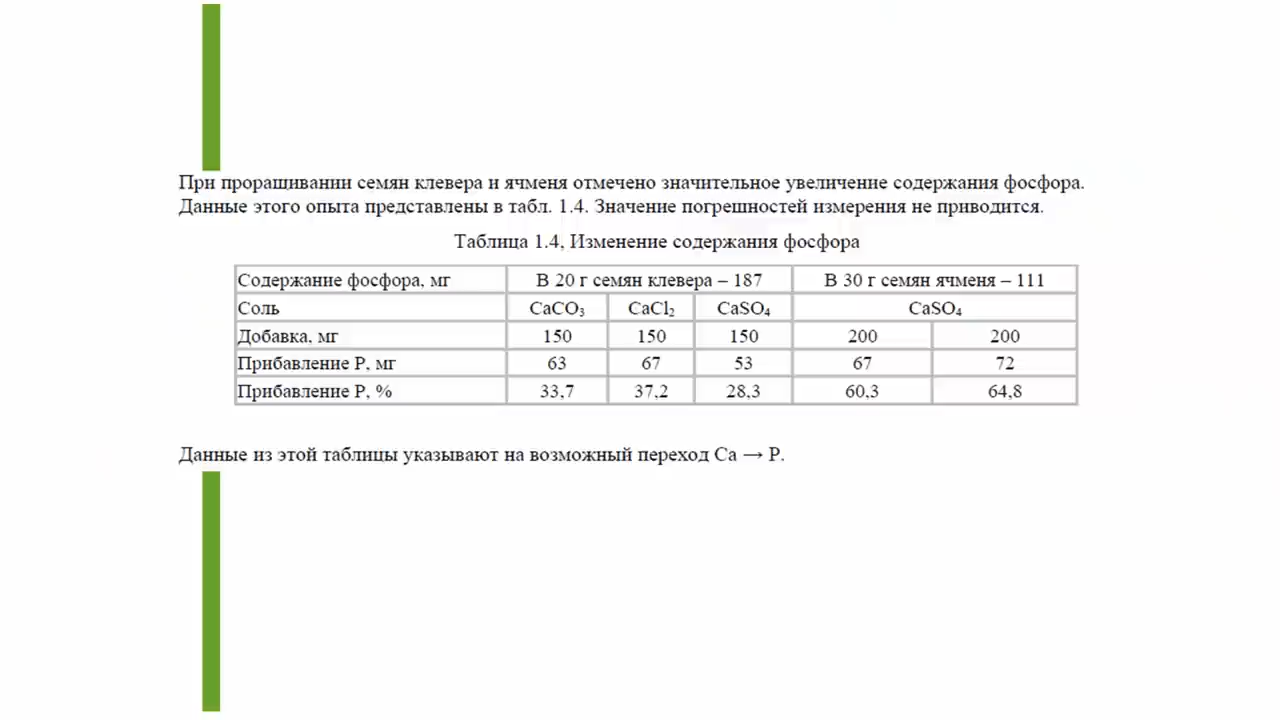 При проращивании семян клевера и ячменя отмечено значительное увеличение содержания фосфора.
Данные этого опыта представлены в табл. 1.4. Значение погрешностей измерения не приводится.
Таблица 1.4, Изменение содержания фосфора
Содержание фосфора, мг В 20 г семян клевера – 187 В 30 г семян ячменя – 111
Соль CaCO₃ CaCl₂ CaSO₄ CaSO₄
Добавка, мг 150 150 150 200 200
Прибавление P, мг 63 67 53 67 72
Прибавление P, % 33,7 37,2 28,3 60,3 64,8
Данные из этой таблицы указывают на возможный переход Ca → P.